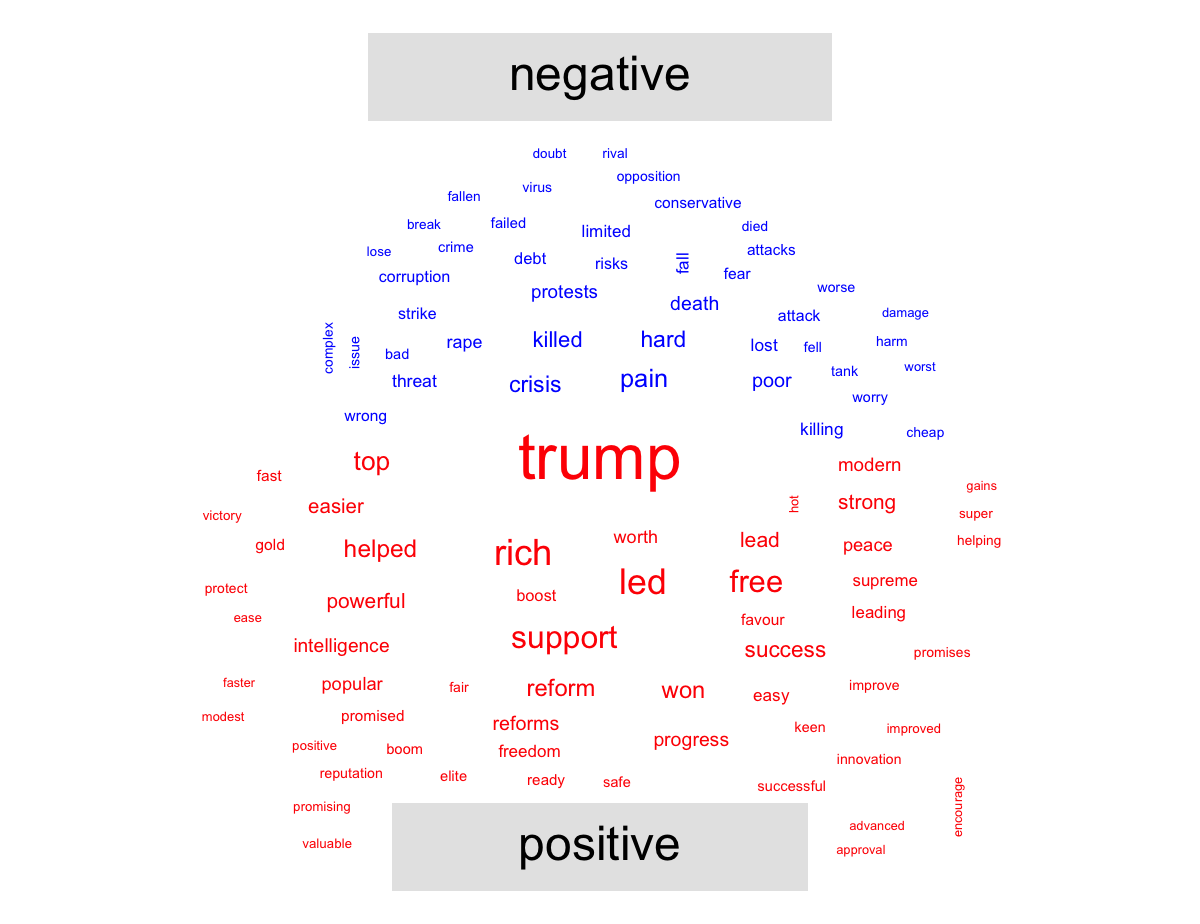 negative
doubt rival
opposition
virus
fallen
conservative
break failed
limited
died
lose crime
attacks
debt risks fall
corruption
fear
protests
worse
death
strike
attack
damage
rape killed hard
lost fell
harm
complex issue bad
threat crisis pain poor
tank worst
worry
wrong
killing cheap
trump
top
modern
fast
easier
hot strong
gains
victory
super
gold helped rich worth lead peace helping
led free supreme
protect
powerful boost
ease
favour leading
intelligence support success promises
faster popular fair reform won easy improve
modest promised reforms keen improved
positive boom freedom progress innovation
reputation elite ready safe successful
promising
encourage
valuable
positive
advanced
approval